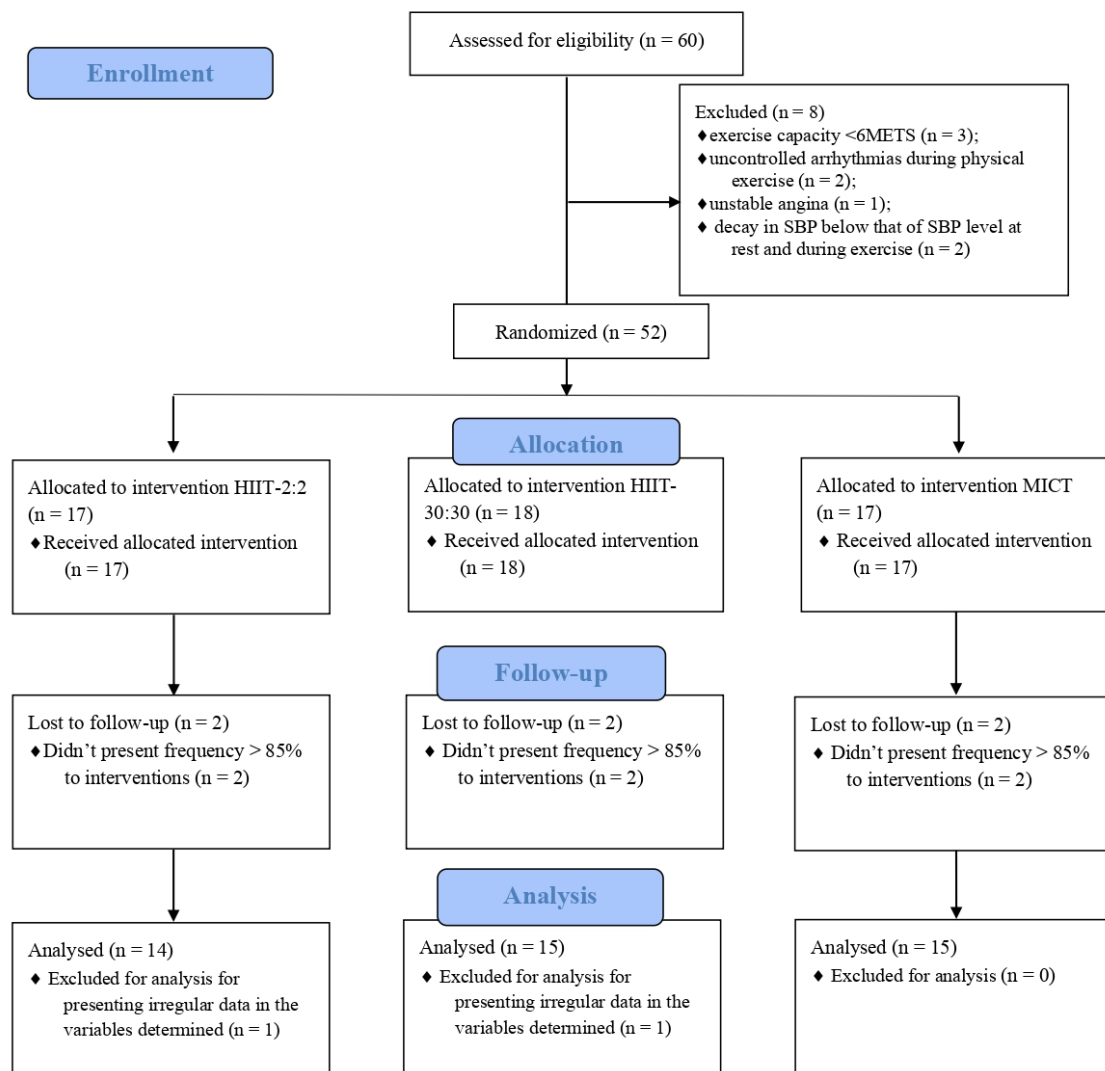 Assessed for eligibility (n = 60)
Enrollment
Excluded (n = 8)
♦exercise capacity <6METS (n = 3);
♦uncontrolled arrhythmias during physical
exercise (n = 2);
♦unstable angina (n = 1);
♦ decay in SBP below that of SBP level at
rest and during exercise (n = 2)
Randomized (n = 52)
Allocation
Allocated to intervention HIIT-2:2
(n = 17)
♦Received allocated intervention
(n = 17)
Allocated to intervention HIIT-
30:30 (n = 18)
♦ Received allocated intervention
(n = 18)
Allocated to intervention MICT
(n = 17)
♦ Received allocated intervention
(n = 17)
Follow-up
Lost to follow-up (n = 2)
♦Didn’t present frequency > 85%
to interventions (n = 2)
Lost to follow-up (n = 2)
♦ Didn’t present frequency > 85%
to interventions (n = 2)
Lost to follow-up (n = 2)
♦ Didn’t present frequency > 85%
to interventions (n = 2)
Analysis
Analysed (n = 14)
♦ Excluded for analysis for
presenting irregular data in the
variables determined (n = 1)
Analysed (n = 15)
♦ Excluded for analysis for
presenting irregular data in the
variables determined (n = 1)
Analysed (n = 15)
♦ Excluded for analysis (n = 0)